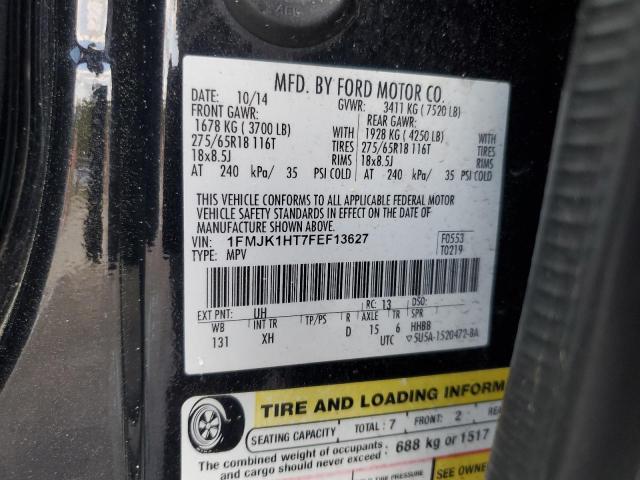 MFD. BY FORD MOTOR CO.
DATE: 10/14 GVWR: 3411 KG ( 7520 LB)
FRONT GAWR: REAR GAWR:
1678 KG ( 3700 LB) WITH 1928 KG ( 4250 LB) WITH
275/65R18 116T TIRES 275/65R18 116T TIRES
18x8.5J RIMS 18x8.5J RIMS
AT 240 kPa/ 35 PSI COLD AT 240 kPa/ 35 PSI COLD
THIS VEHICLE CONFORMS TO ALL APPLICABLE FEDERAL MOTOR
VEHICLE SAFETY STANDARDS IN EFFECT ON THE DATE OF
MANUFACTURE SHOWN ABOVE.
VIN: 1FMJK1HT7FEF13627 F0553
TYPE: MPV T0219
EXT PNT: UH RC: 13 DSO:
WB INT TR TP/PS R AXLE TR SPR
131 XH D 15 6 HHBB
UTC ▽5U5A-1520472-BA
TIRE AND LOADING INFORM
SEATING CAPACITY TOTAL: 7 FRONT: 2 REA
The combined weight of occupants 688 kg or 1517
and cargo should never exceed:
TIRE PRESSURE SEE OWNE